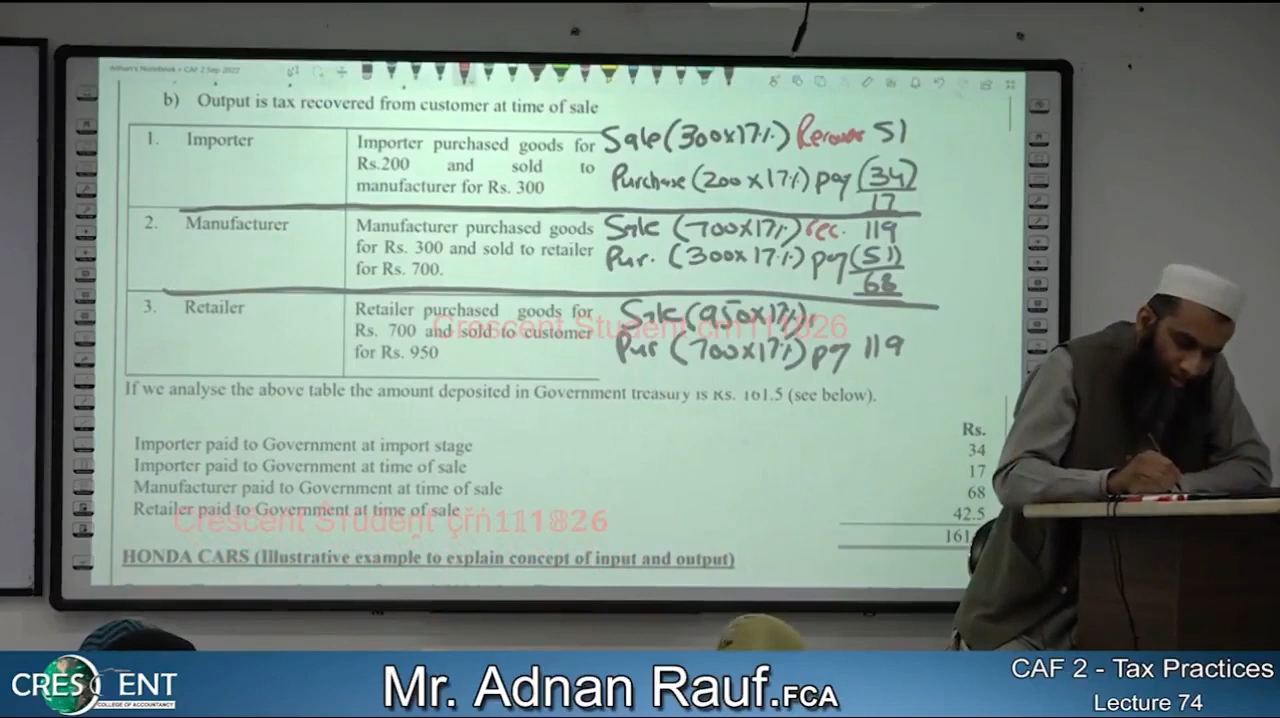 Arham's Notebook » CAF 2 Sep-2022
b) Output is tax recovered from customer at time of sale
1. Importer
Importer purchased goods for
Rs.200 and sold to
manufacturer for Rs. 300
Sale (300x17%) Recover 51
Purchase (200x17%) pay (34)
17
2. Manufacturer
Manufacturer purchased goods
for Rs. 300 and sold to retailer
for Rs. 700.
Sale (700x17%) rec. 119
Pur. (300x17%) pay (51)
68
3. Retailer
Retailer purchased goods for
Rs. 700 and sold to customer
for Rs. 950
Sale (950x17%)
Pur (700x17%) pay 119
Crescent Student crn111826
If we analyse the above table the amount deposited in Government treasury is Rs. 161.5 (see below).
Rs.
Importer paid to Government at import stage 34
Importer paid to Government at time of sale 17
Manufacturer paid to Government at time of sale 68
Retailer paid to Government at time of sale 42.5
Crescent Student crn111826
161.
HONDA CARS (Illustrative example to explain concept of input and output)
CRESCENT
COLLEGE OF ACCOUNTANCY
Mr. Adnan Rauf.FCA
CAF 2 - Tax Practices
Lecture 74